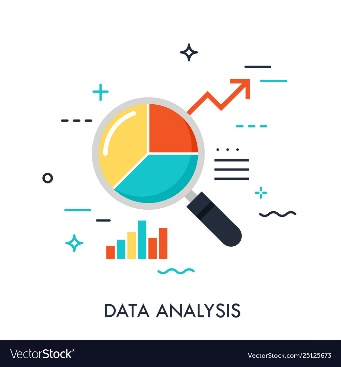 DATA ANALYSIS
VectorStock®
VectorStock.com/25125673